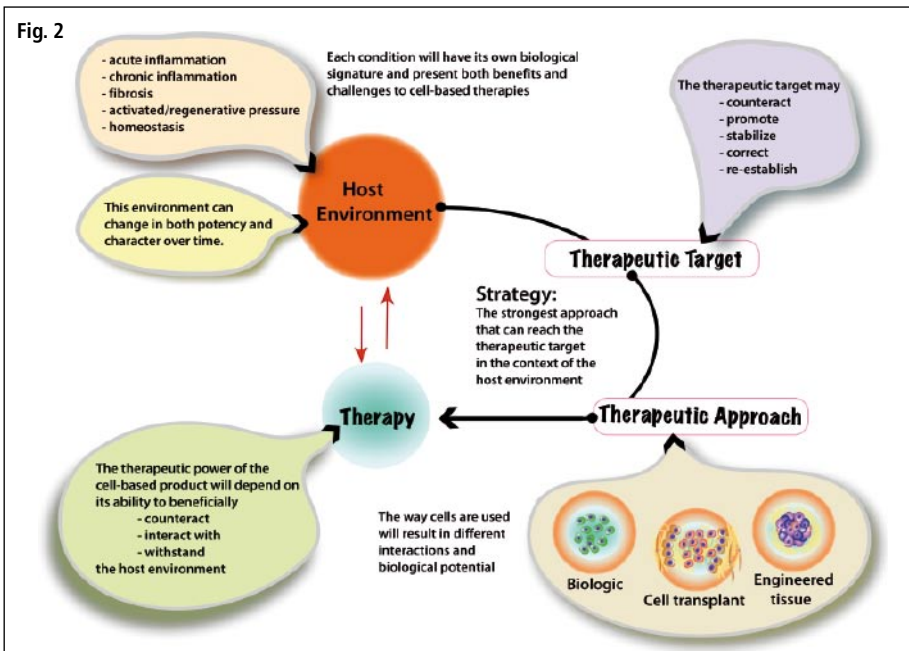 Fig. 2
- acute inflammation
- chronic inflammation
- fibrosis
- activated/regenerative pressure
- homeostasis
Each condition will have its own biological
signature and present both benefits and
challenges to cell-based therapies
The therapeutic target may
- counteract
- promote
- stabilize
- correct
- re-establish
Host
Environment
This environment can
change in both potency and
character over time.
Therapeutic Target
Strategy:
The strongest approach
that can reach the
therapeutic target
in the context of the
host environment
Therapy
Therapeutic Approach
The therapeutic power of the
cell-based product will depend on
its ability to beneficially
- counteract
- interact with
- withstand
the host environment
The way cells are used
will result in different
interactions and
biological potential
Biologic
Cell transplant
Engineered
tissue